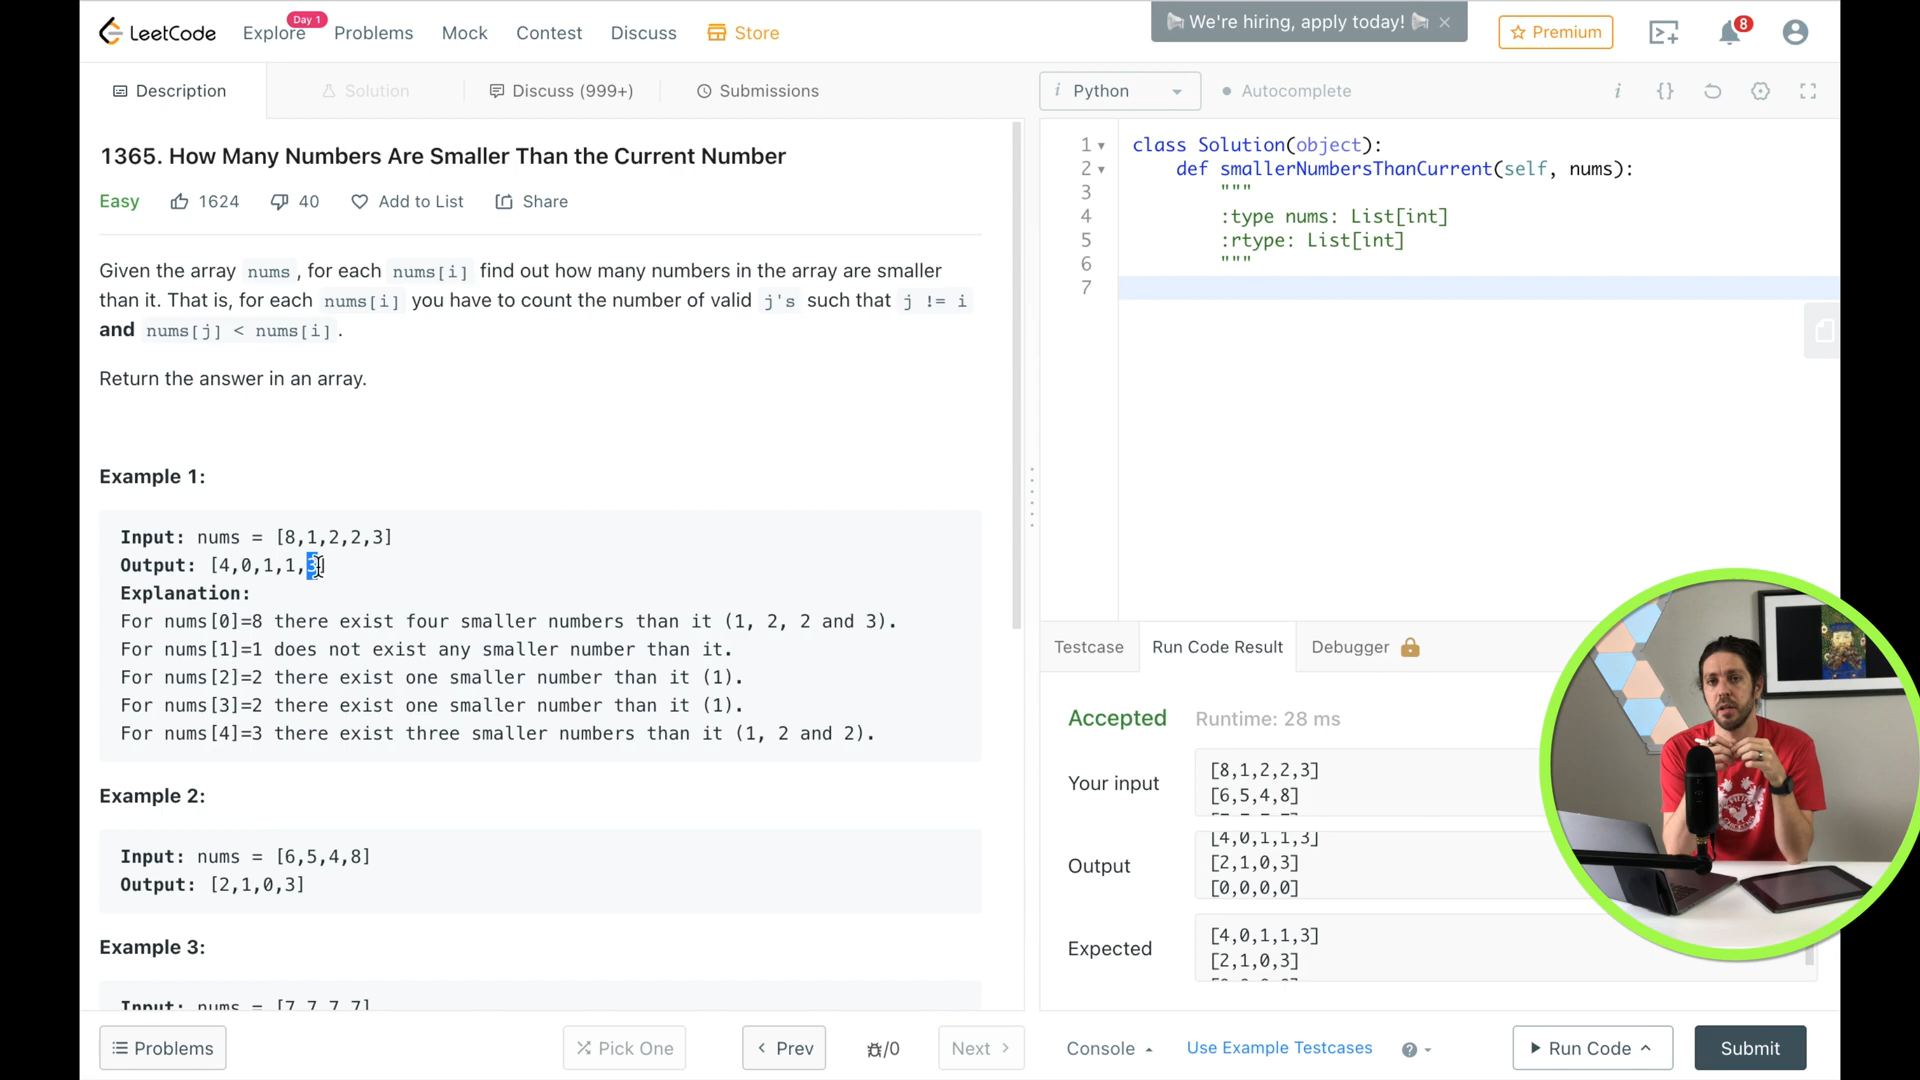 LeetCode
Explore
Day 1
Problems
Mock
Contest
Discuss
Store
We're hiring, apply today!
Premium
8
Description
Solution
Discuss (999+)
Submissions
1365. How Many Numbers Are Smaller Than the Current Number
Easy
1624
40
Add to List
Share
Given the array nums , for each nums[i] find out how many numbers in the array are smaller
than it. That is, for each nums[i] you have to count the number of valid j's such that j != i
and nums[j] < nums[i] .
Return the answer in an array.
Example 1:
Input: nums = [8,1,2,2,3]
Output: [4,0,1,1,3]
Explanation:
For nums[0]=8 there exist four smaller numbers than it (1, 2, 2 and 3).
For nums[1]=1 does not exist any smaller number than it.
For nums[2]=2 there exist one smaller number than it (1).
For nums[3]=2 there exist one smaller number than it (1).
For nums[4]=3 there exist three smaller numbers than it (1, 2 and 2).
Example 2:
Input: nums = [6,5,4,8]
Output: [2,1,0,3]
Example 3:
Input: nums = [7,7,7,7]
Problems
Pick One
Prev
/0
Next
i Python
Autocomplete
i {}
1 class Solution(object):
2 def smallerNumbersThanCurrent(self, nums):
3 """
4 :type nums: List[int]
5 :rtype: List[int]
6 """
7
Testcase
Run Code Result
Debugger
Accepted
Runtime: 28 ms
Your input
[8,1,2,2,3]
[6,5,4,8]
Output
[4,0,1,1,3]
[2,1,0,3]
[0,0,0,0]
Expected
[4,0,1,1,3]
[2,1,0,3]
Console
Use Example Testcases
?
Run Code
Submit